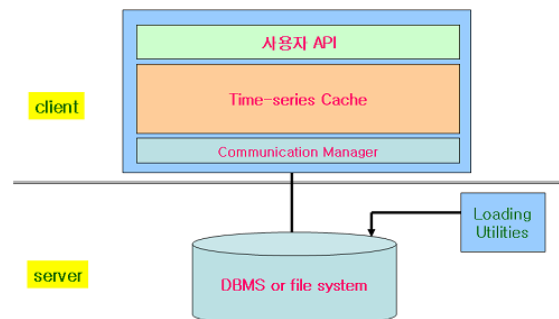 사용자 API
Time-series Cache
client
Communication Manager
Loading
Utilities
DBMS or file system
server